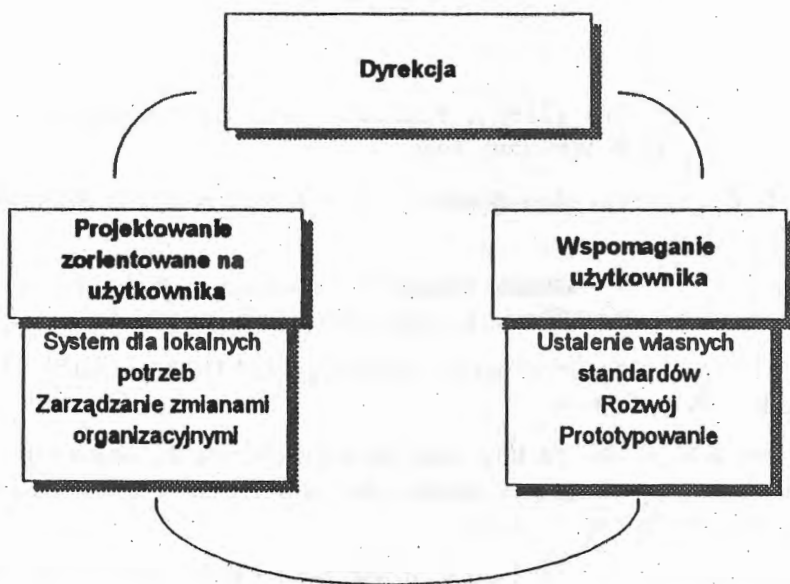 Dyrekcja
Projektowanie
zorientowane na
użytkownika
System dla lokalnych
potrzeb
Zarządzanie zmianami
organizacyjnymi
Wspomaganie
użytkownika
Ustalenie własnych
standardów
Rozwój
Prototypowanie